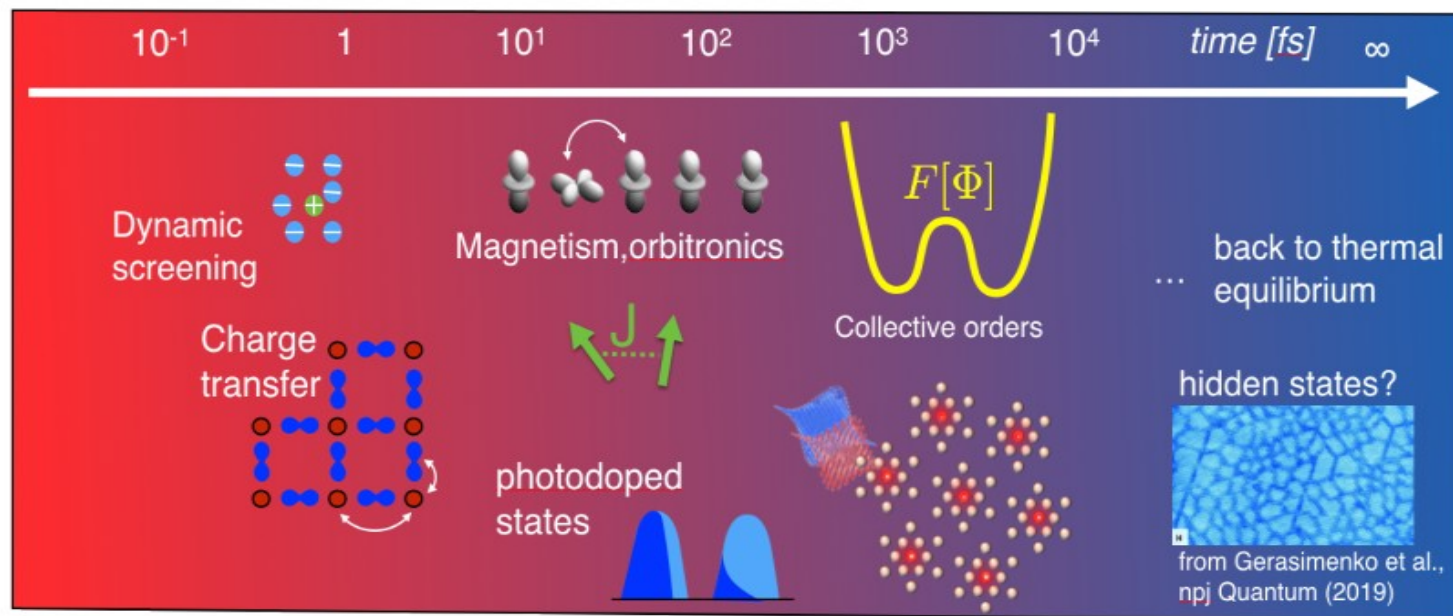 10⁻¹ 1 10¹ 10² 10³ 10⁴ time [fs] ∞
Dynamic
screening
Charge
transfer
Magnetism,orbitronics
J
photodoped
states
F[Φ]
Collective orders
... back to thermal
equilibrium
hidden states?
from Gerasimenko et al.,
npj Quantum (2019)